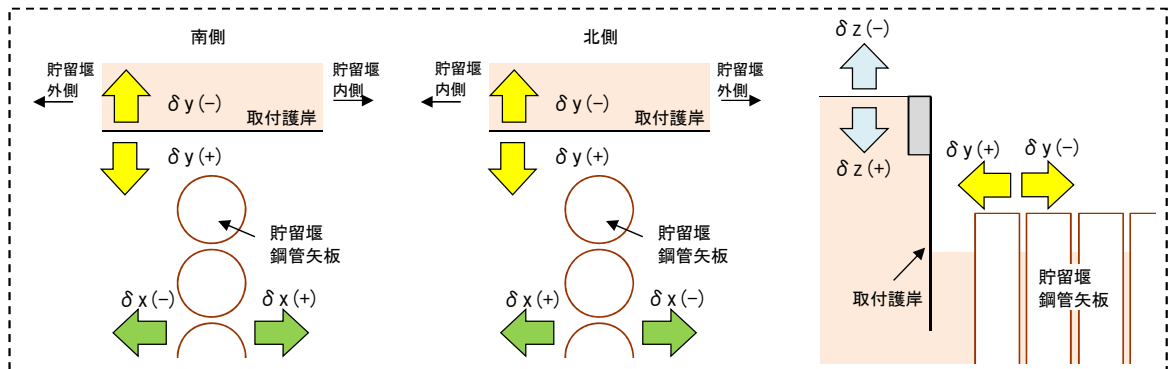 南側
貯留堰
外側
貯留堰
内側
δy(−)
取付護岸
δy(+)
貯留堰
鋼管矢板
δx(−)
δx(+)
北側
貯留堰
内側
貯留堰
外側
δy(−)
取付護岸
δy(+)
貯留堰
鋼管矢板
δx(+)
δx(−)
δz(−)
δz(+)
δy(+)
δy(−)
取付護岸
貯留堰
鋼管矢板